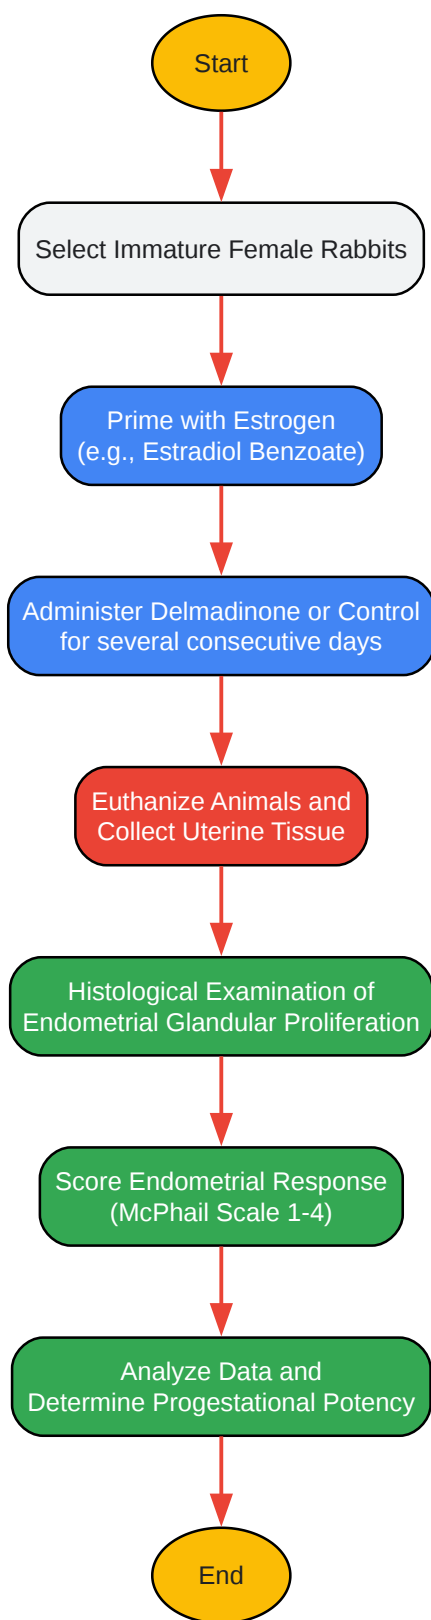 Start
Select Immature Female Rabbits
Prime with Estrogen
(e.g., Estradiol Benzoate)
Administer Delmadinone or Control
for several consecutive days
Euthanize Animals and
Collect Uterine Tissue
Histological Examination of
Endometrial Glandular Proliferation
Score Endometrial Response
(McPhail Scale 1-4)
Analyze Data and
Determine Progestational Potency
End